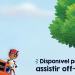 Disponível p
assistir off-